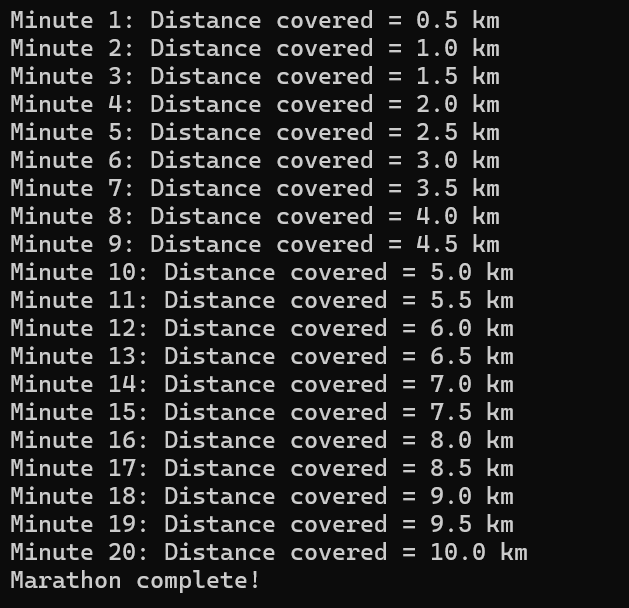 Minute 1: Distance covered = 0.5 km
Minute 2: Distance covered = 1.0 km
Minute 3: Distance covered = 1.5 km
Minute 4: Distance covered = 2.0 km
Minute 5: Distance covered = 2.5 km
Minute 6: Distance covered = 3.0 km
Minute 7: Distance covered = 3.5 km
Minute 8: Distance covered = 4.0 km
Minute 9: Distance covered = 4.5 km
Minute 10: Distance covered = 5.0 km
Minute 11: Distance covered = 5.5 km
Minute 12: Distance covered = 6.0 km
Minute 13: Distance covered = 6.5 km
Minute 14: Distance covered = 7.0 km
Minute 15: Distance covered = 7.5 km
Minute 16: Distance covered = 8.0 km
Minute 17: Distance covered = 8.5 km
Minute 18: Distance covered = 9.0 km
Minute 19: Distance covered = 9.5 km
Minute 20: Distance covered = 10.0 km
Marathon complete!